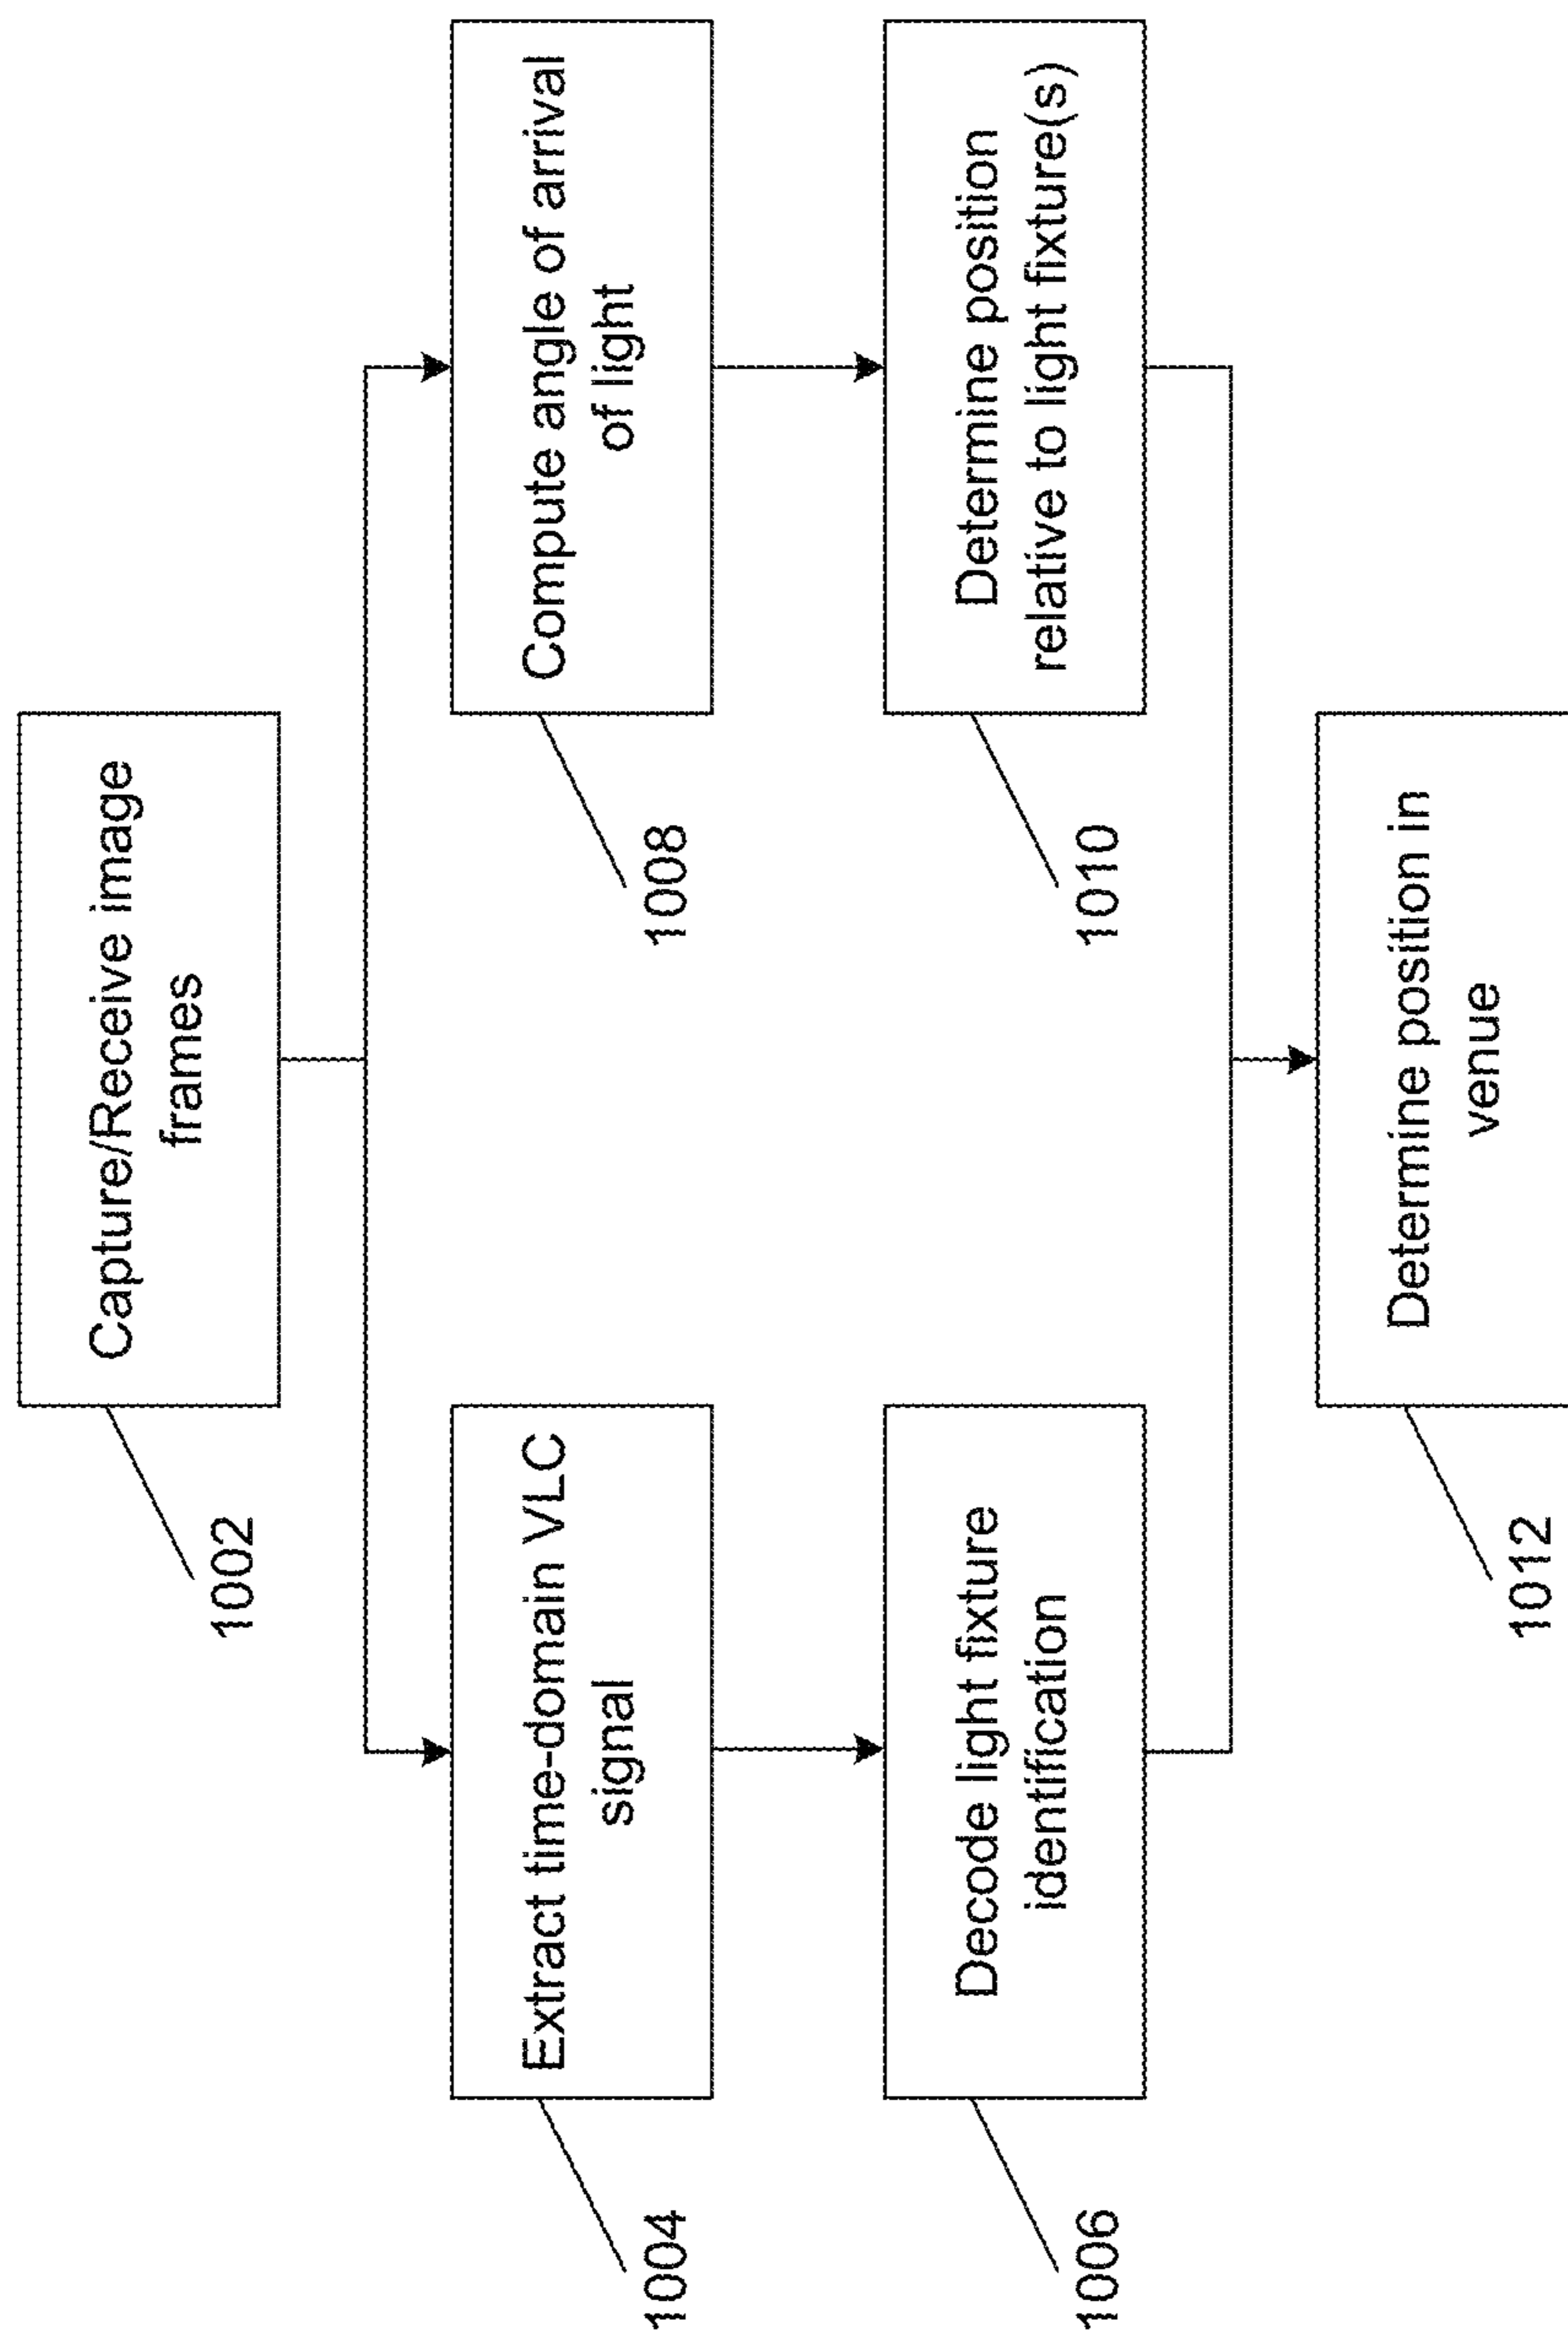 Capture/Receive image
frames
1002
Extract time-domain VLC
signal
1004
Compute angle of arrival
of light
1008
Decode light fixture
identification
1006
Determine position
relative to light fixture(s)
1010
Determine position in
venue
1012